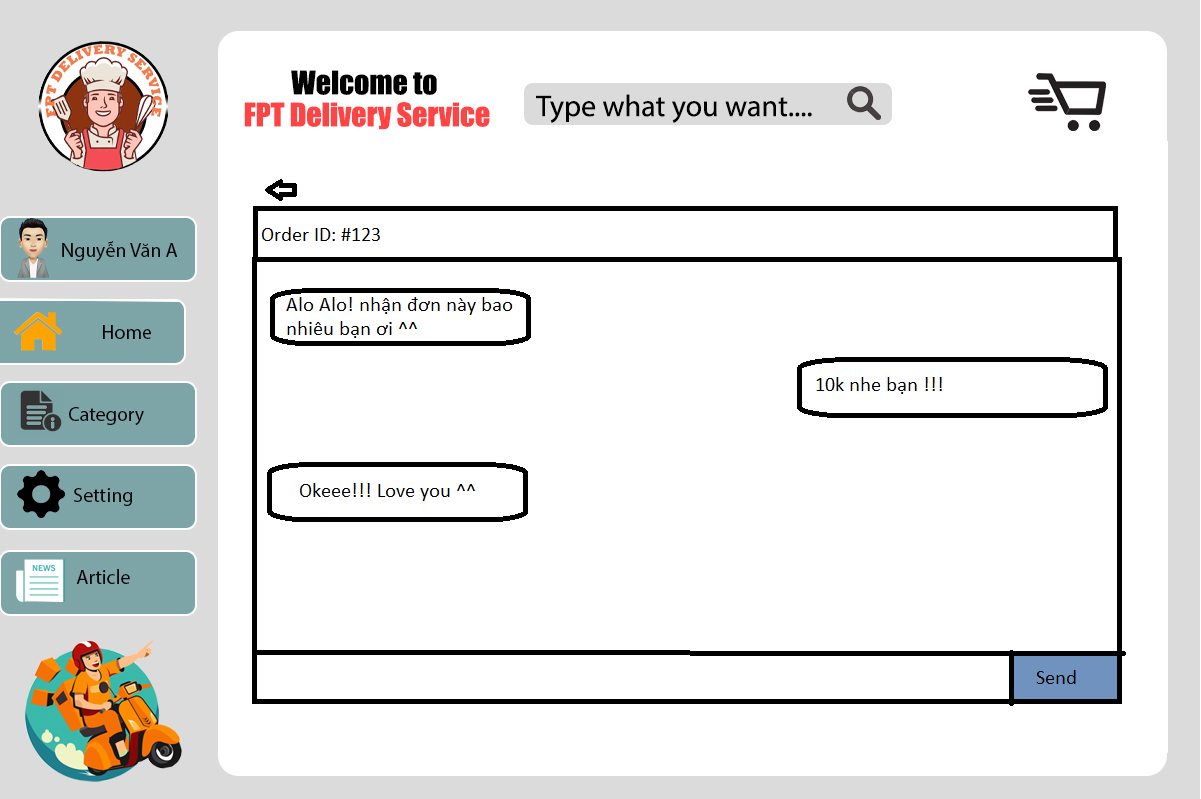 FPT DELIVERY SERVICE
Welcome to
FPT Delivery Service
Type what you want....
Nguyễn Văn A
Home
Category
Setting
NEWS
Article
Order ID: #123
Alo Alo! nhận đơn này bao
nhiêu bạn ơi ^^
10k nhe bạn !!!
Okeee!!! Love you ^^
Send